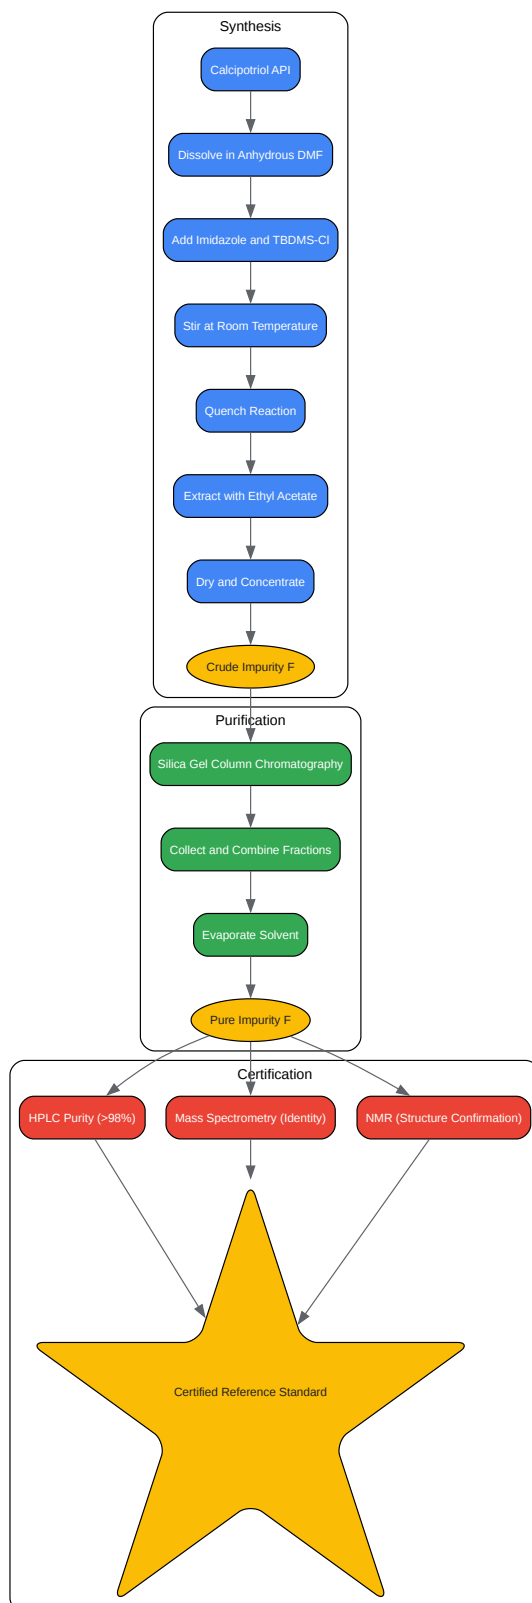 Synthesis
Calcipotriol API
Dissolve in Anhydrous DMF
Add Imidazole and TBDMS-Cl
Stir at Room Temperature
Quench Reaction
Extract with Ethyl Acetate
Dry and Concentrate
Crude Impurity F
Purification
Silica Gel Column Chromatography
Collect and Combine Fractions
Evaporate Solvent
Pure Impurity F
Certification
HPLC Purity (>98%)
Mass Spectrometry (Identity)
NMR (Structure Confirmation)
Certified Reference Standard